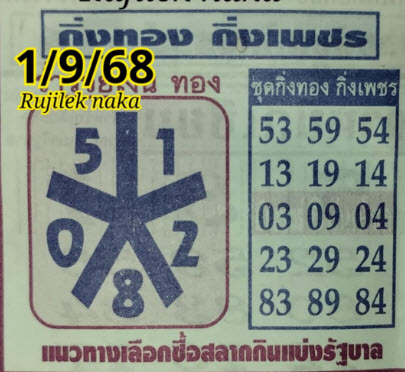 กิ่งทอง กิ่งเพชร
1/9/68
Rujilek naka
ทอง
ชุดกิ่งทอง กิ่งเพชร
5 1
0 2
8
53 59 54
13 19 14
03 09 04
23 29 24
83 89 84
แนวทางเลือกซื้อสลากกินแบ่งรัฐบาล